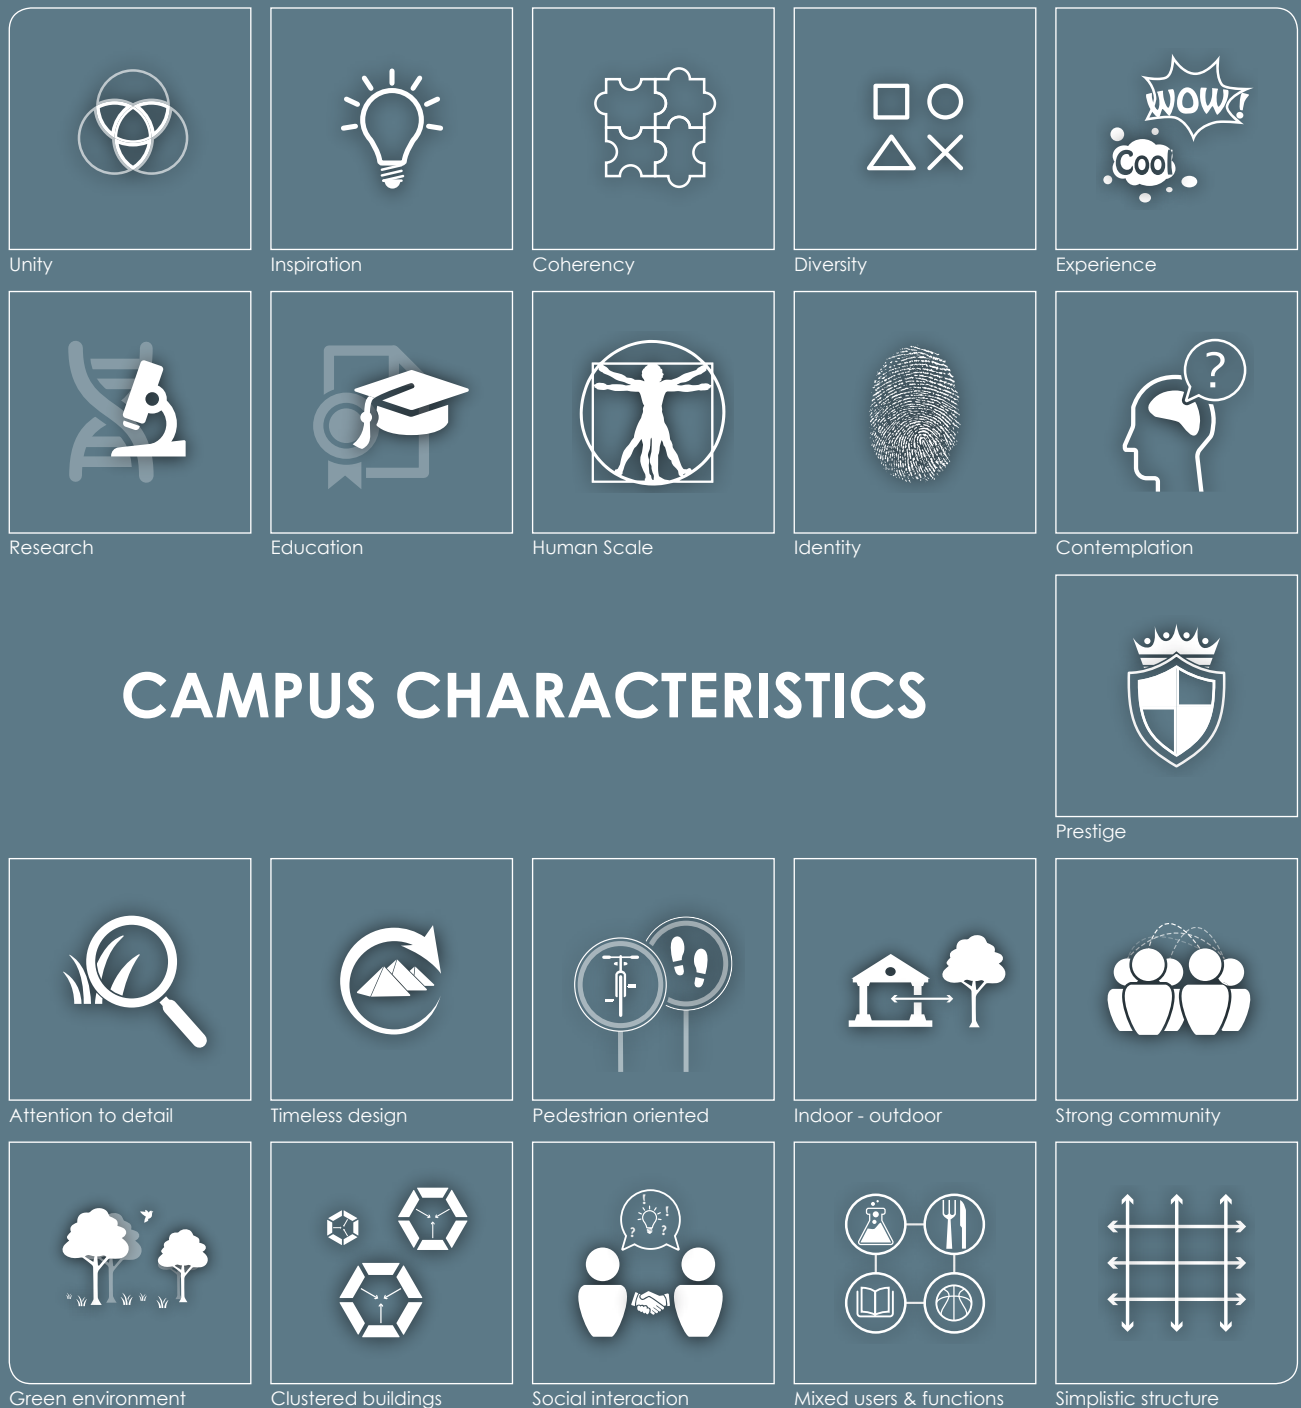 WOW!
Cool
Unity
Inspiration
Coherency
Diversity
Experience
?
Research
Education
Human Scale
Identity
Contemplation
CAMPUS CHARACTERISTICS
Prestige
Attention to detail
Timeless design
Pedestrian oriented
Indoor - outdoor
Strong community
! !
? ?
Green environment
Clustered buildings
Social interaction
Mixed users & functions
Simplistic structure